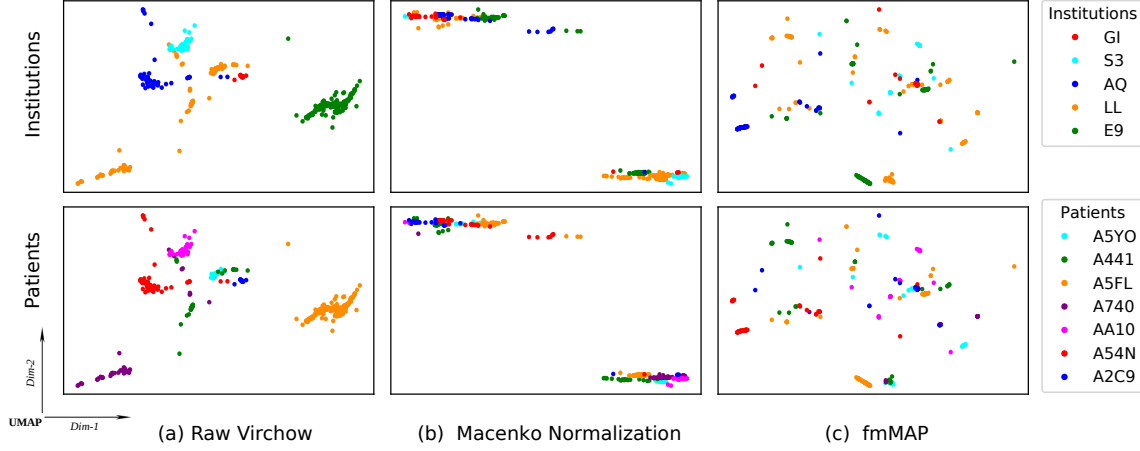 Institutions
Institutions
GI
S3
AQ
LL
E9
Patients
Patients
A5YO
A441
A5FL
A740
AA10
A54N
A2C9
Dim-2
UMAP
Dim-1
(a) Raw Virchow
(b) Macenko Normalization
(c) fmMAP